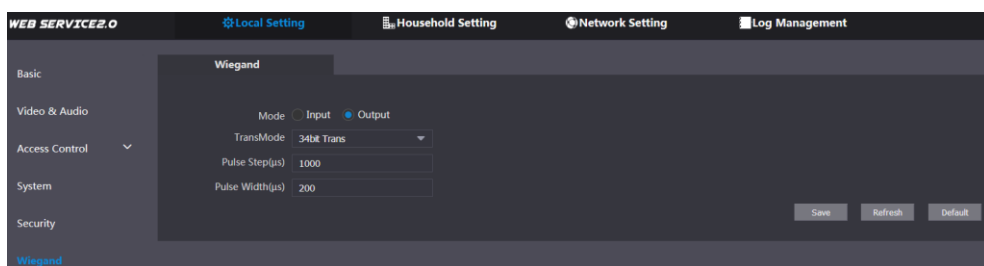 WEB SERVICE2.0
Local Setting
Household Setting
Network Setting
Log Management
Basic
Video & Audio
Access Control
System
Security
Wiegand
Wiegand
Mode Input Output
TransMode 34bit Trans
Pulse Step(μs) 1000
Pulse Width(μs) 200
Save Refresh Default